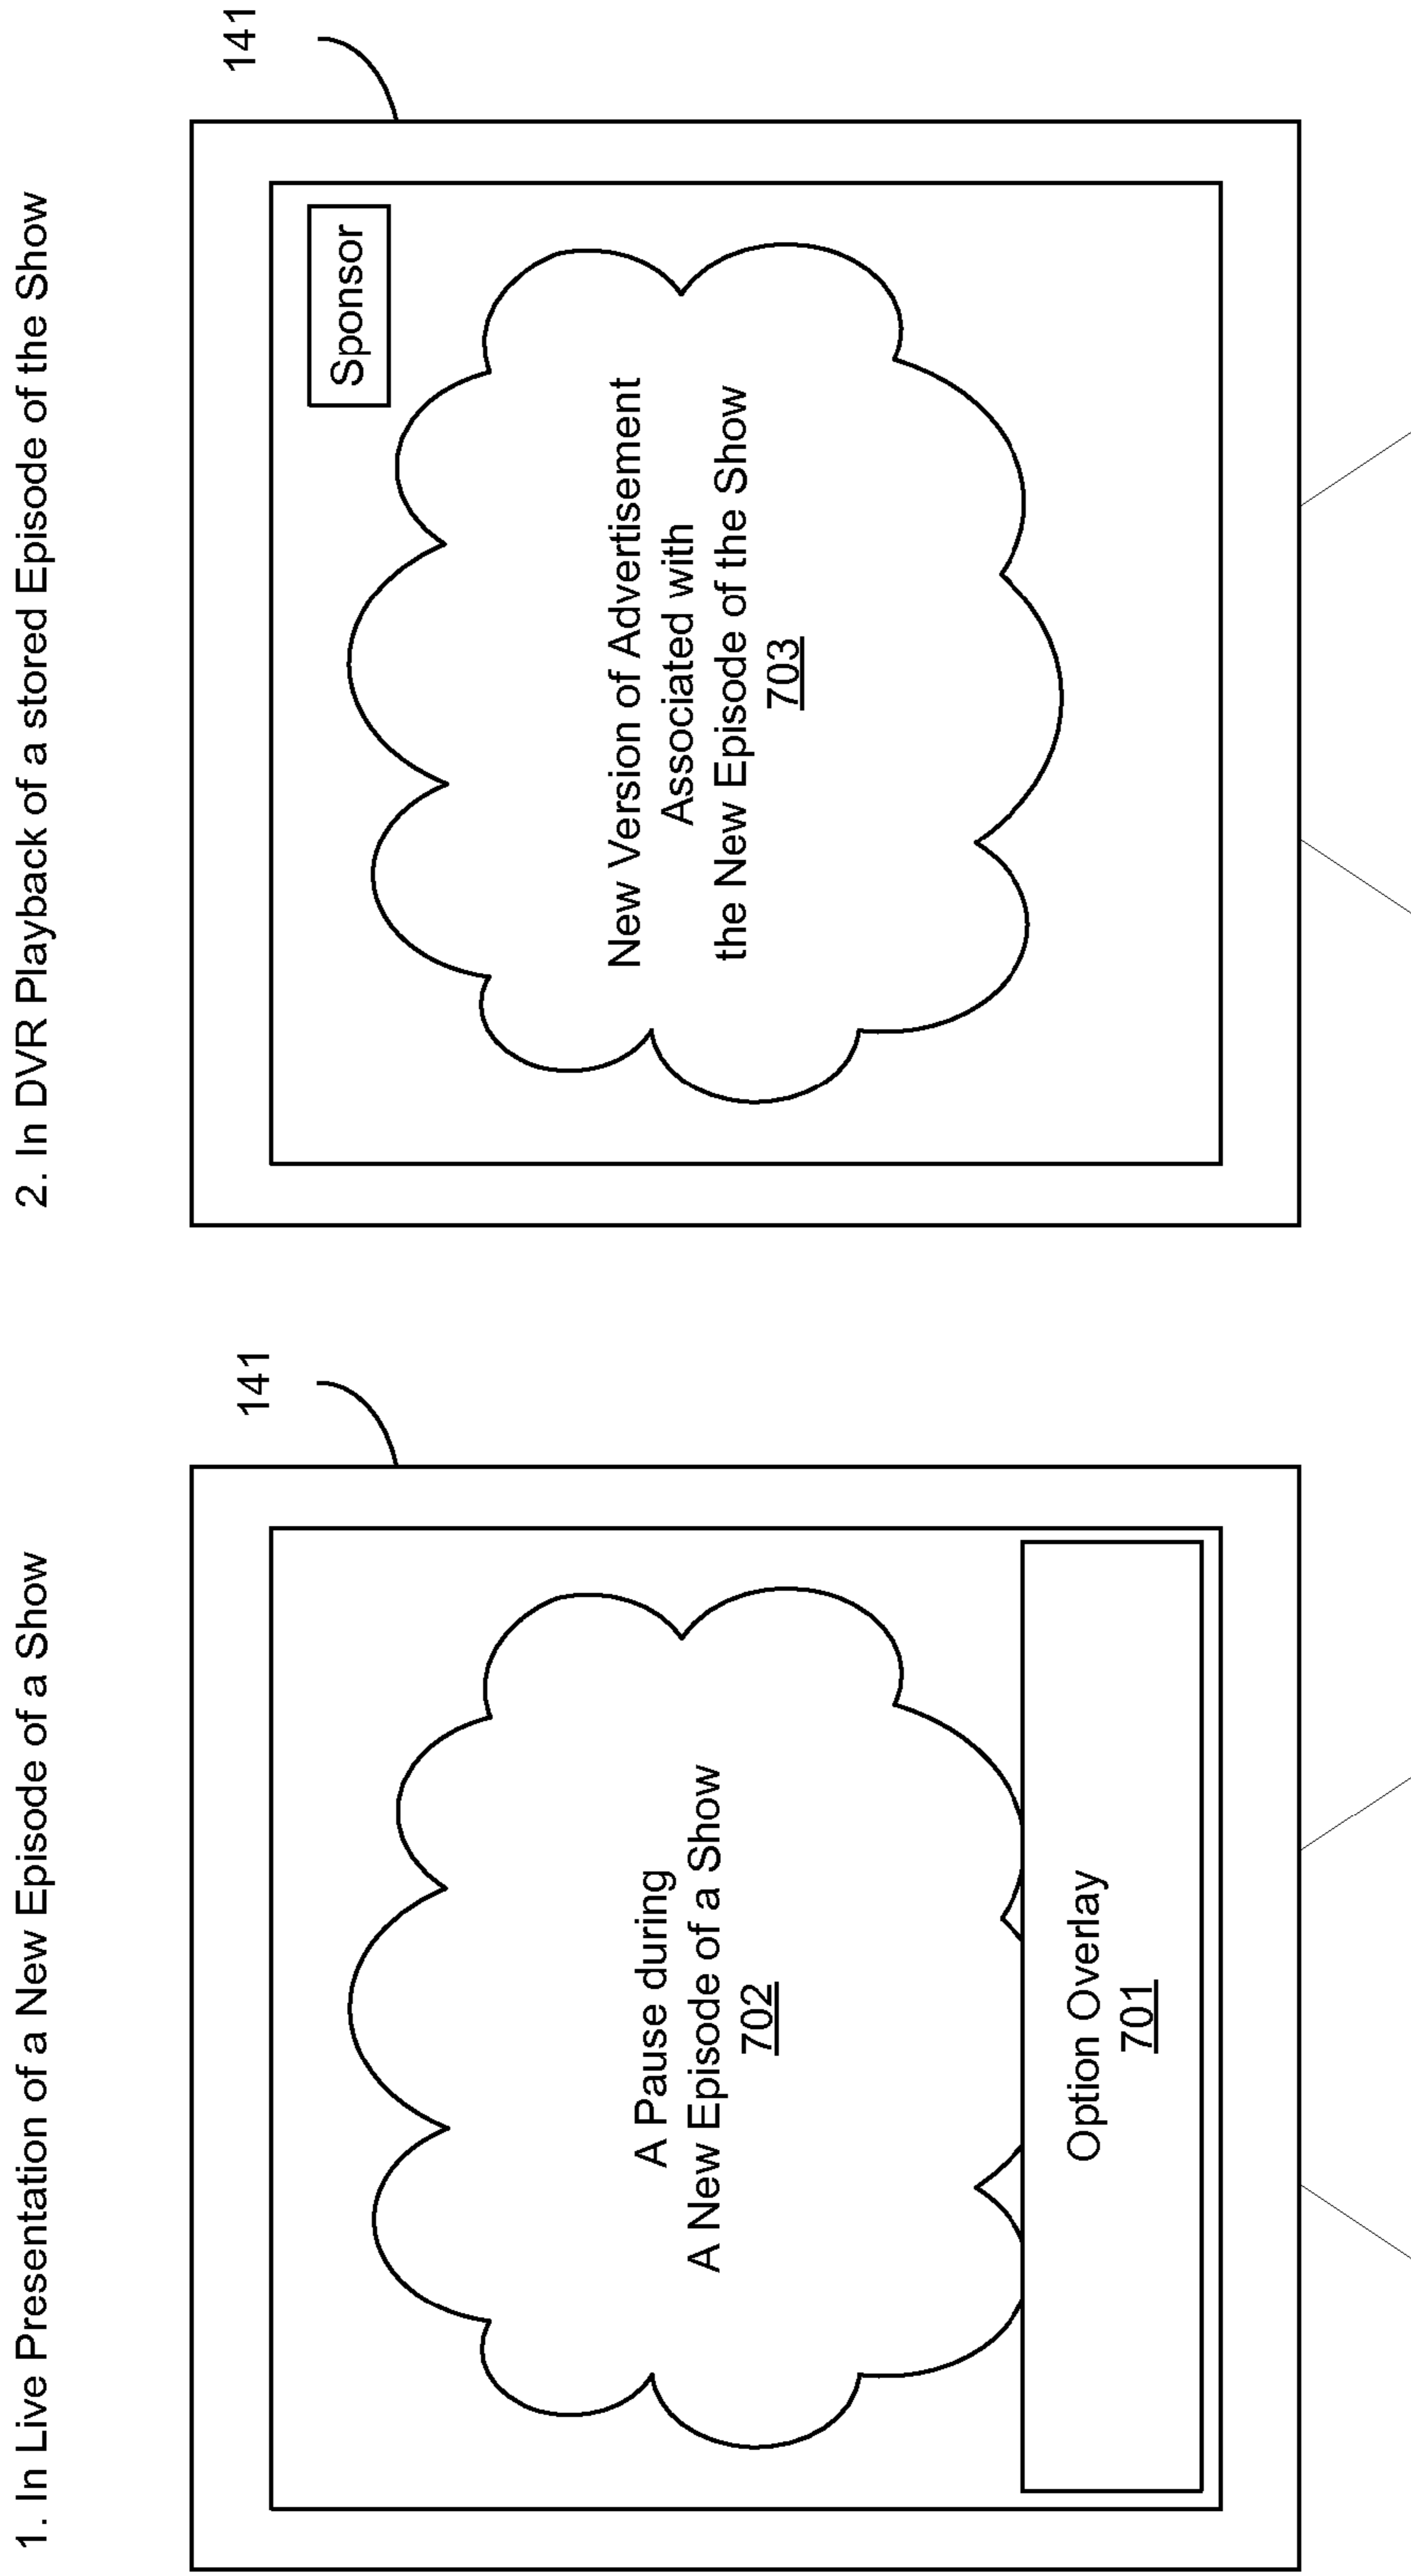 1. In Live Presentation of a New Episode of a Show
141
A Pause during
A New Episode of a Show
702
Option Overlay
701
2. In DVR Playback of a stored Episode of the Show
141
Sponsor
New Version of Advertisement
Associated with
the New Episode of the Show
703